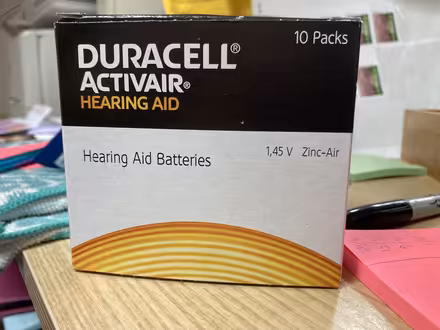 10 Packs
DURACELL®
ACTIVAIR®
HEARING AID
Hearing Aid Batteries
1,45 V Zinc-Air